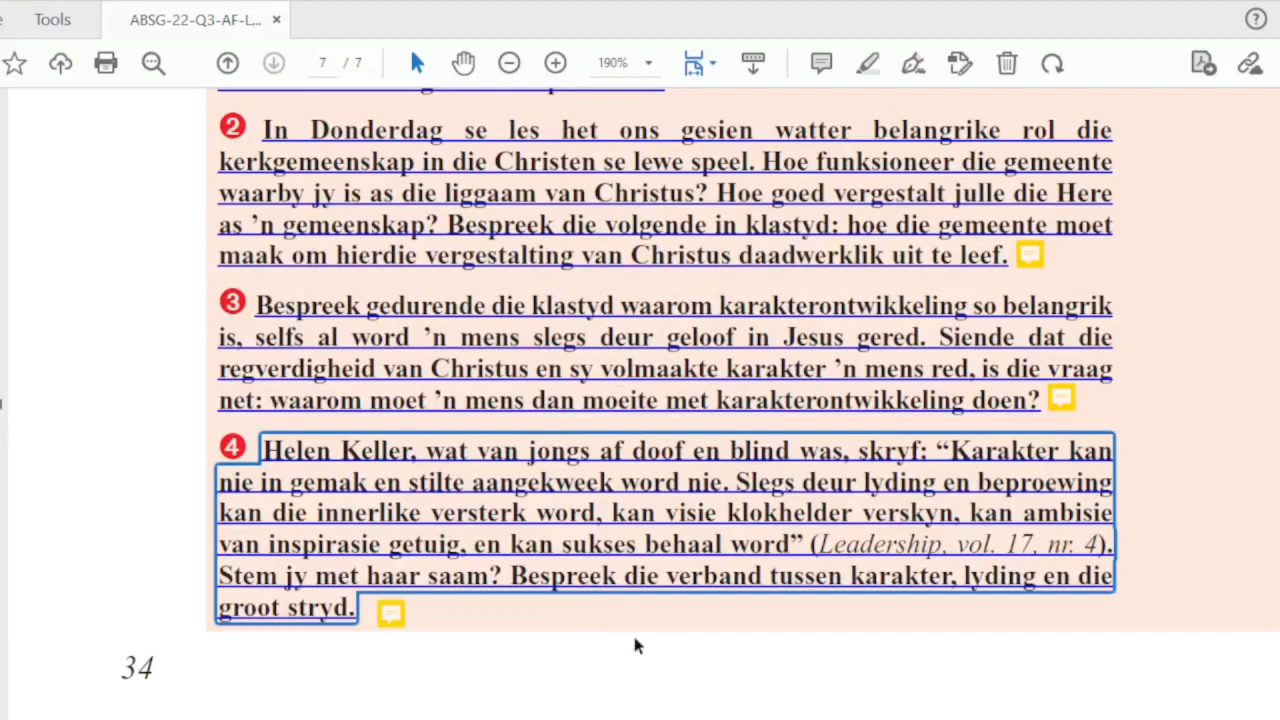 Tools
ABSG-22-Q3-AF-L... ×
7 / 7
190%
2 In Donderdag se les het ons gesien watter belangrike rol die
kerkgemeenskap in die Christen se lewe speel. Hoe funksioneer die gemeente
waarby jy is as die liggaam van Christus? Hoe goed vergestalt julle die Here
as ’n gemeenskap? Bespreek die volgende in klastyd: hoe die gemeente moet
maak om hierdie vergestalting van Christus daadwerklik uit te leef.
3 Bespreek gedurende die klastyd waarom karakterontwikkeling so belangrik
is, selfs al word ’n mens slegs deur geloof in Jesus gered. Siende dat die
regverdigheid van Christus en sy volmaakte karakter ’n mens red, is die vraag
net: waarom moet ’n mens dan moeite met karakterontwikkeling doen?
4 Helen Keller, wat van jongs af doof en blind was, skryf: “Karakter kan
nie in gemak en stilte aangekweek word nie. Slegs deur lyding en beproewing
kan die innerlike versterk word, kan visie klokhelder verskyn, kan ambisie
van inspirasie getuig, en kan sukses behaal word” (Leadership, vol. 17, nr. 4).
Stem jy met haar saam? Bespreek die verband tussen karakter, lyding en die
groot stryd.
34